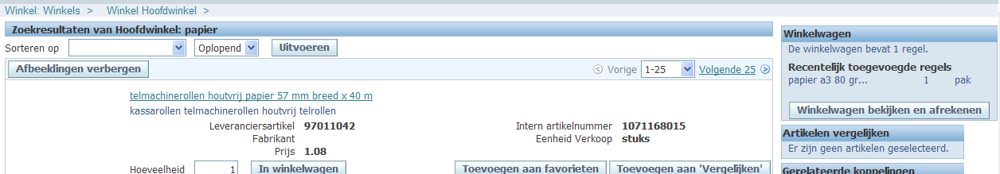 Winkel: Winkels > Winkel Hoofdwinkel >
Zoekresultaten van Hoofdwinkel: papier
Sorteren op Oplopend Uitvoeren
Afbeeldingen verbergen Vorige 1-25 Volgende 25
telmachinerollen houtvrij papier 57 mm breed x 40 m
kassarollen telmachinerollen houtvrij telrollen
Leveranciersartikel 97011042 Intern artikelnummer 1071168015
Fabrikant Eenheid Verkoop stuks
Prijs 1.08
Hoeveelheid 1 In winkelwagen Toevoegen aan favorieten Toevoegen aan 'Vergelijken'
Winkelwagen
De winkelwagen bevat 1 regel.
Recentelijk toegevoegde regels
papier a3 80 gr... 1 pak
Winkelwagen bekijken en afrekenen
Artikelen vergelijken
Er zijn geen artikelen geselecteerd.
Gerelateerde koppelingen